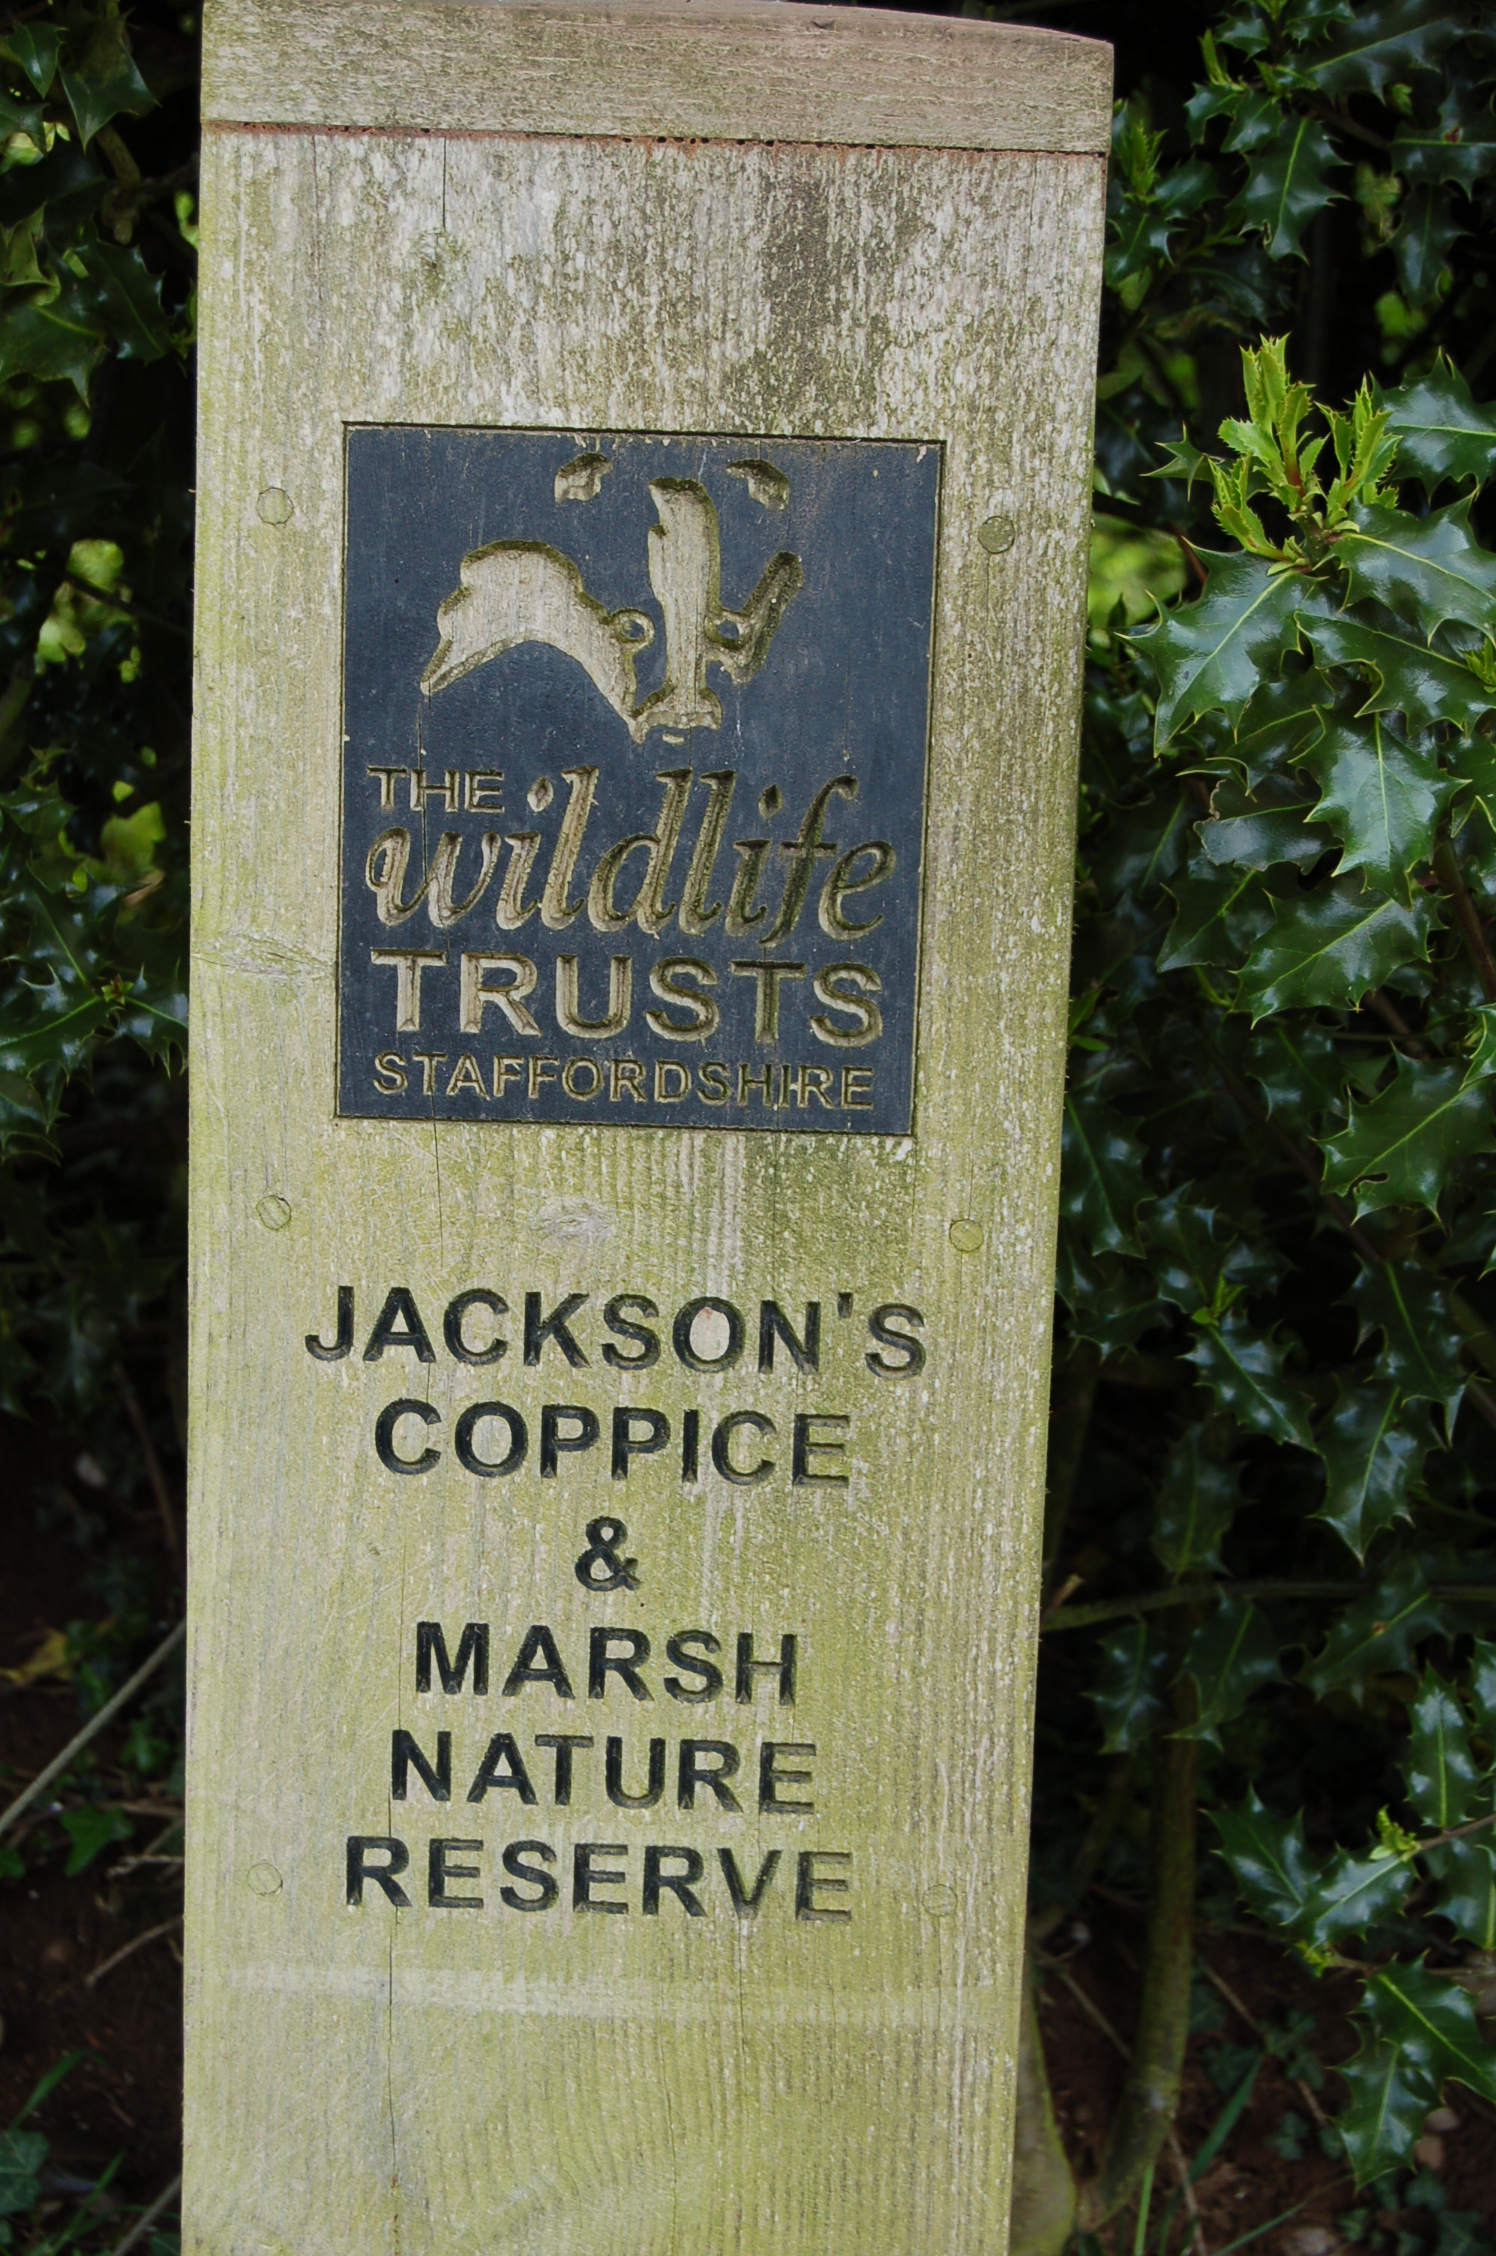 THE
wildlife
TRUSTS
STAFFORDSHIRE
JACKSON'S
COPPICE
&
MARSH
NATURE
RESERVE